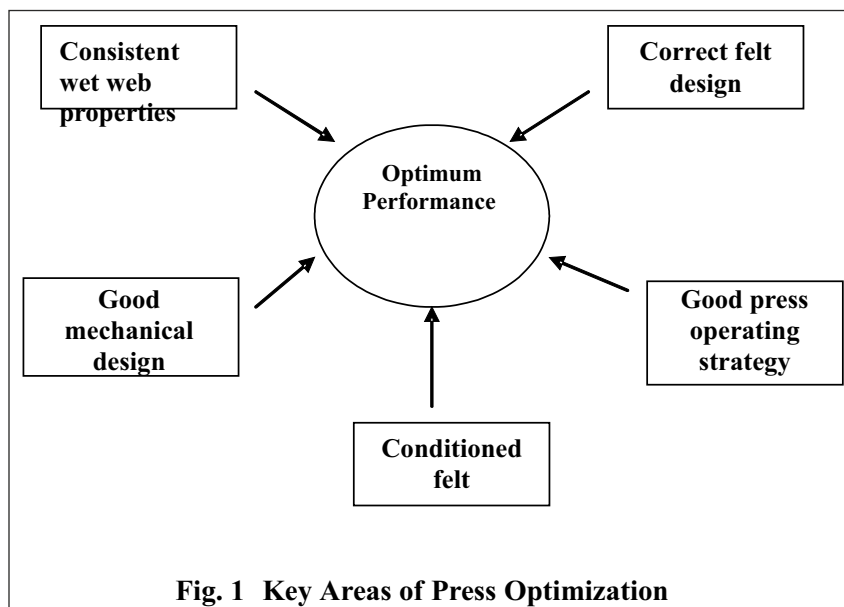 Consistent
wet web
properties
Correct felt
design
Optimum
Performance
Good
mechanical
design
Good press
operating
strategy
Conditioned
felt
Fig. 1 Key Areas of Press Optimization